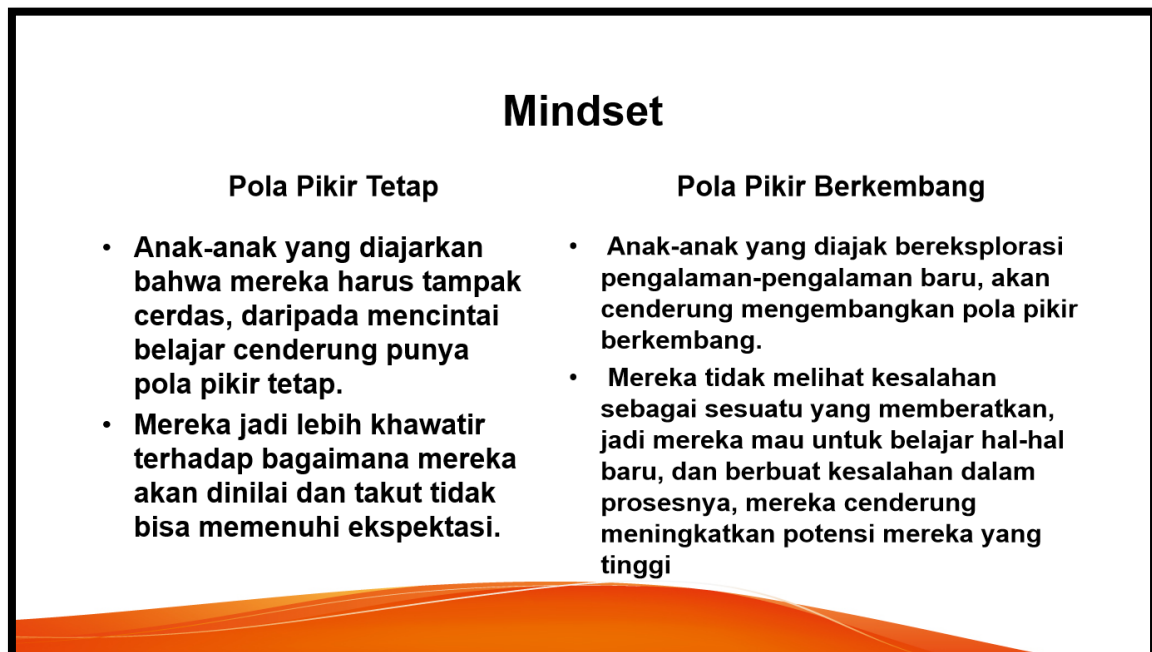 Mindset
Pola Pikir Tetap
• Anak-anak yang diajarkan
bahwa mereka harus tampak
cerdas, daripada mencintai
belajar cenderung punya
pola pikir tetap.
• Mereka jadi lebih khawatir
terhadap bagaimana mereka
akan dinilai dan takut tidak
bisa memenuhi ekspektasi.
Pola Pikir Berkembang
• Anak-anak yang diajak bereksplorasi
pengalaman-pengalaman baru, akan
cenderung mengembangkan pola pikir
berkembang.
• Mereka tidak melihat kesalahan
sebagai sesuatu yang memberatkan,
jadi mereka mau untuk belajar hal-hal
baru, dan berbuat kesalahan dalam
prosesnya, mereka cenderung
meningkatkan potensi mereka yang
tinggi